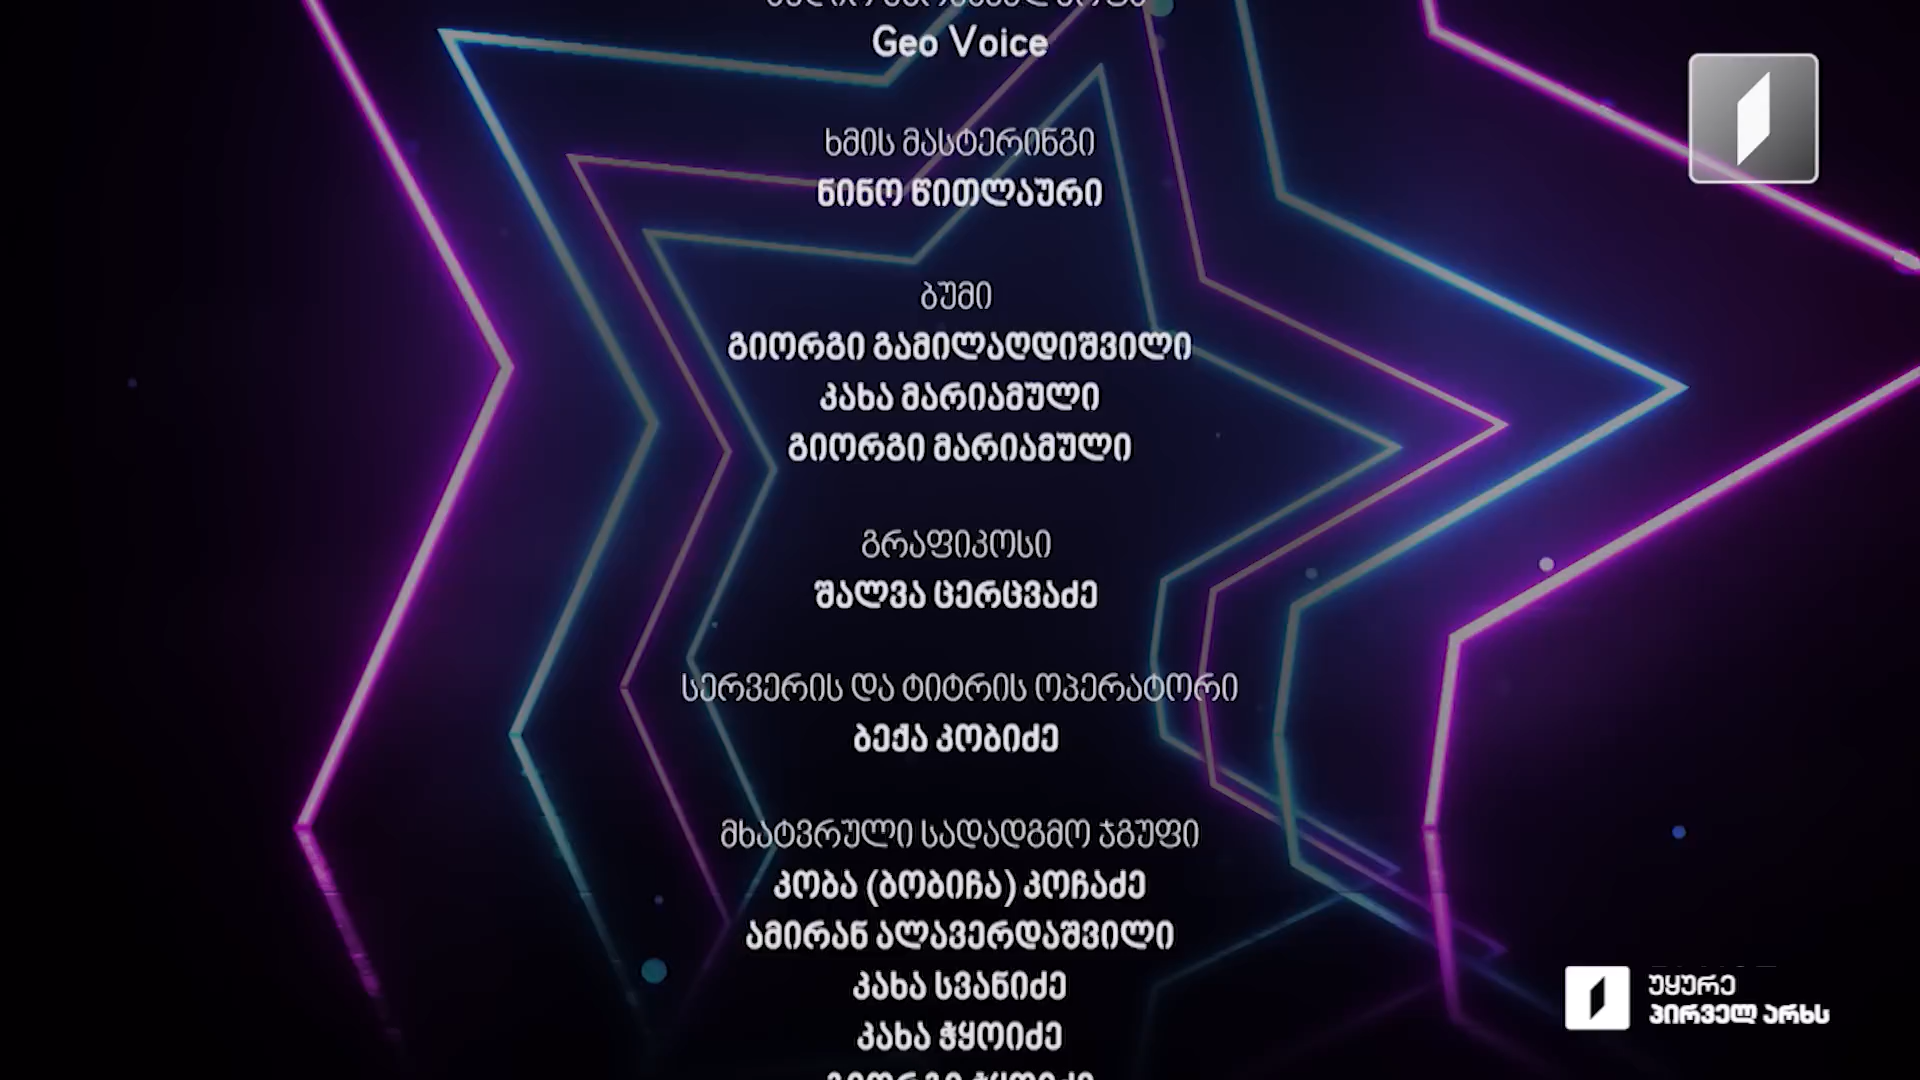 Geo Voice
ხმის მასტერინგი
ნინო წითლაური
ბუმი
გიორგი გამილაღდიშვილი
კახა მარიამული
გიორგი მარიამული
გრაფიკოსი
შალვა ცერცვაძე
სერვერის და ტიტრის ოპერატორი
ბექა კობიძე
მხატვრული სადადგმო ჯგუფი
კობა (ბობიჩა) კოჩაძე
ამირან ალავერდაშვილი
კახა სვანიძე
კახა ჭყოიძე
უყურე
პირველ არხს